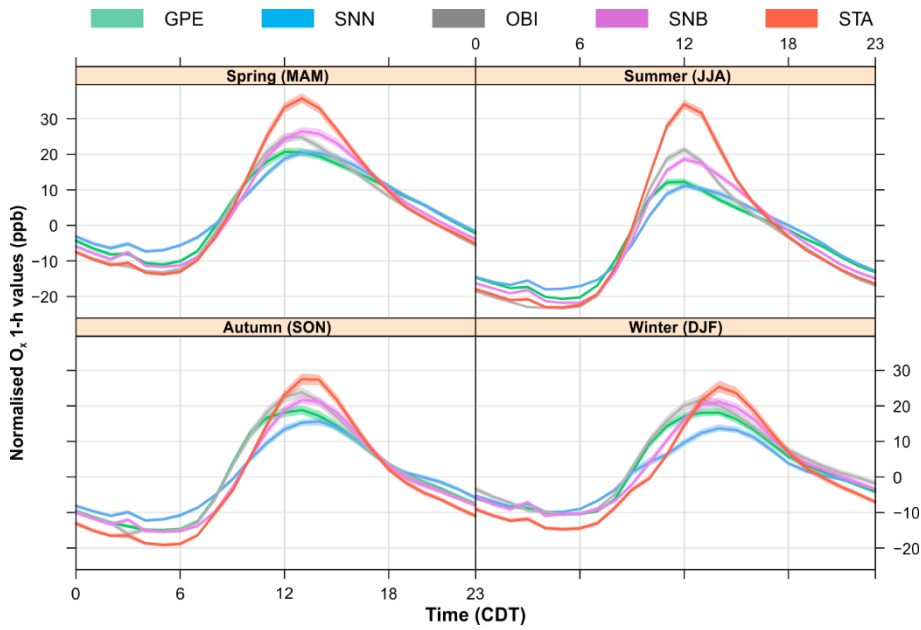 GPE SNN OBI SNB STA
0 6 12 18 23
Spring (MAM) Summer (JJA)
30
20
10
0
−10
−20
Autumn (SON) Winter (DJF)
30
20
10
0
−10
−20
0 6 12 18 23
Normalised Oₓ 1-h values (ppb)
Time (CDT)